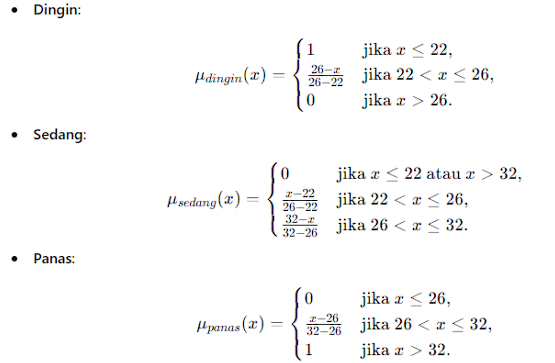 • Dingin:
μ_dingin(x) = { 1 jika x ≤ 22,
(26−x)/(26−22) jika 22 < x ≤ 26,
0 jika x > 26.
• Sedang:
μ_sedang(x) = { 0 jika x ≤ 22 atau x > 32,
(x−22)/(26−22) jika 22 < x ≤ 26,
(32−x)/(32−26) jika 26 < x ≤ 32.
• Panas:
μ_panas(x) = { 0 jika x ≤ 26,
(x−26)/(32−26) jika 26 < x ≤ 32,
1 jika x > 32.